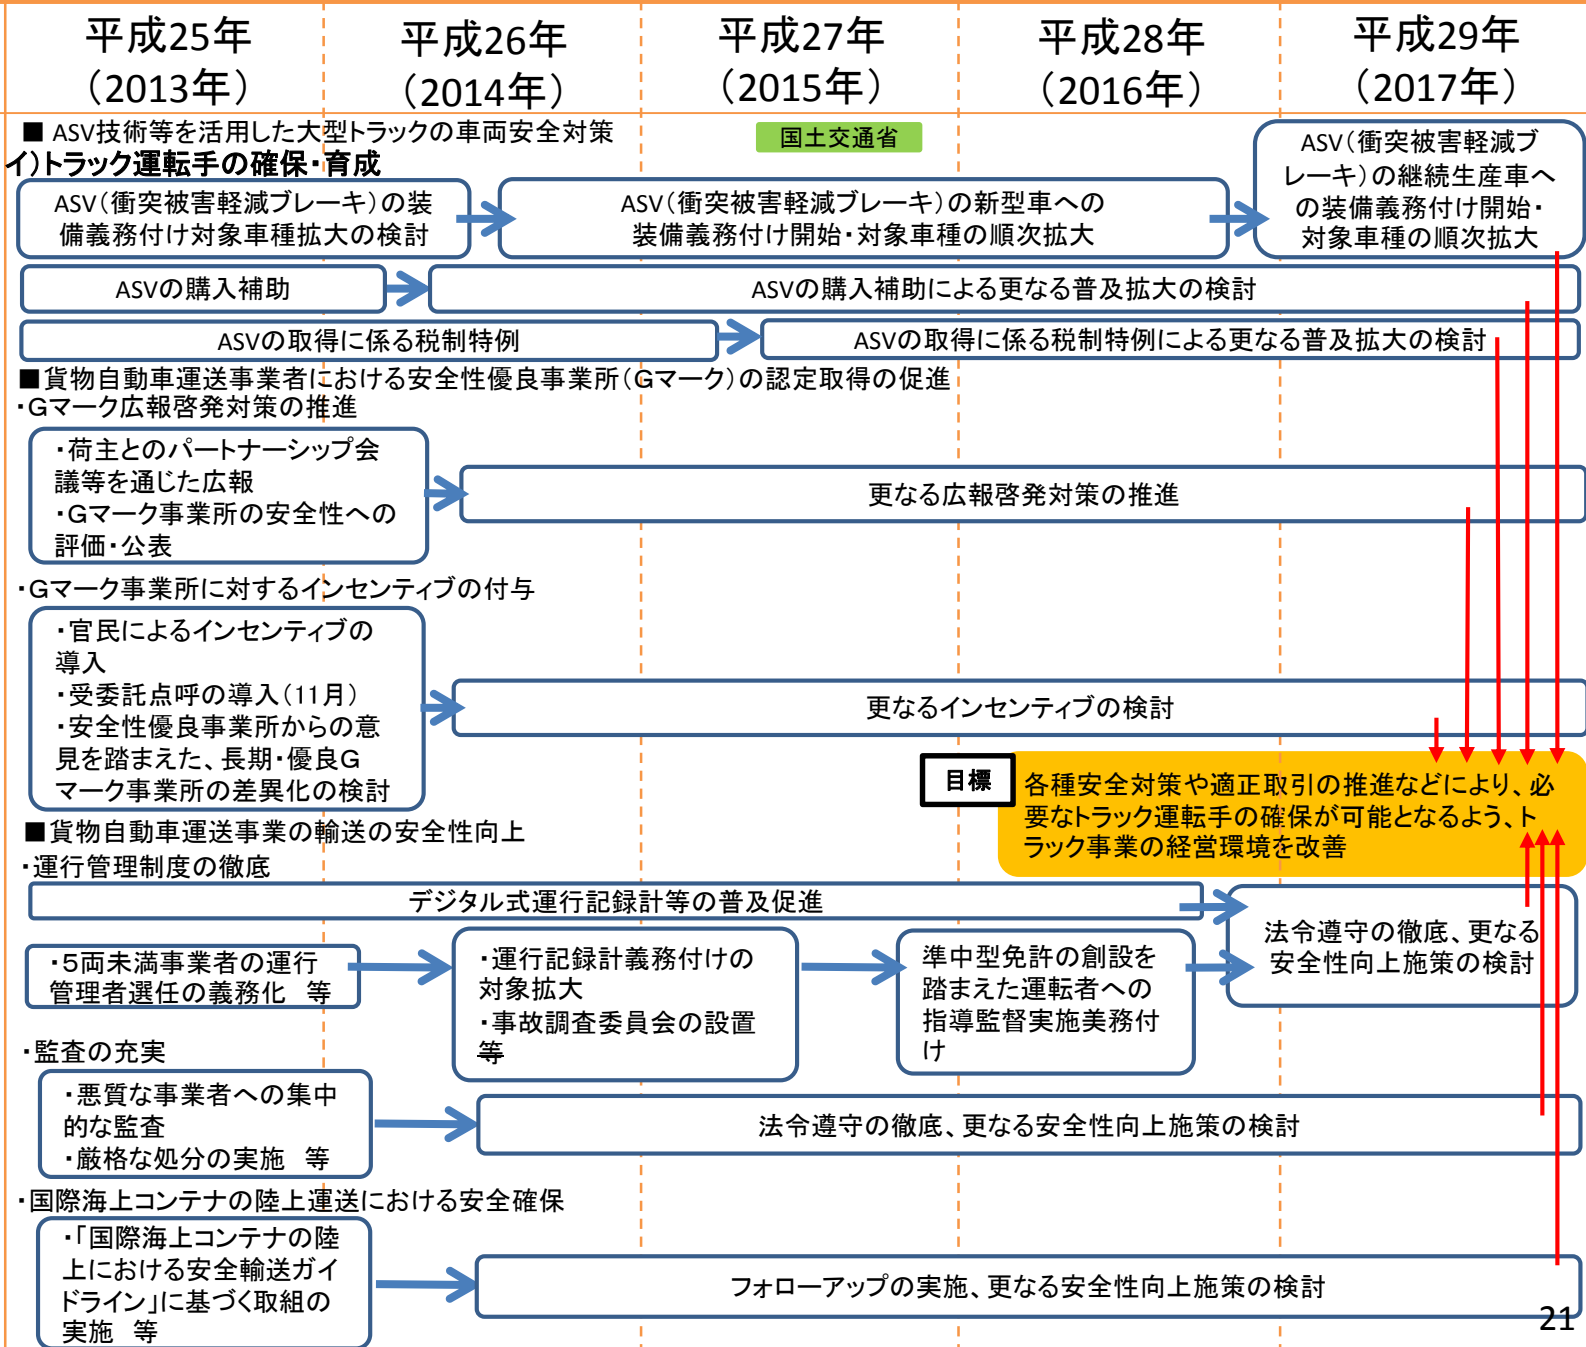 平成25年
（2013年）
平成26年
（2014年）
平成27年
（2015年）
平成28年
（2016年）
平成29年
（2017年）
■ ASV技術等を活用した大型トラックの車両安全対策
国土交通省
イ）トラック運転手の確保・育成
ASV（衝突被害軽減ブレーキ）の装
備義務付け対象車種拡大の検討
ASV（衝突被害軽減ブレーキ）の新型車への
装備義務付け開始・対象車種の順次拡大
ASV（衝突被害軽減ブ
レーキ）の継続生産車へ
の装備義務付け開始・
対象車種の順次拡大
ASVの購入補助
ASVの購入補助による更なる普及拡大の検討
ASVの取得に係る税制特例
ASVの取得に係る税制特例による更なる普及拡大の検討
■貨物自動車運送事業者における安全性優良事業所（Gマーク）の認定取得の促進
・Gマーク広報啓発対策の推進
・荷主とのパートナーシップ会
議等を通じた広報
・Gマーク事業所の安全性への
評価・公表
更なる広報啓発対策の推進
・Gマーク事業所に対するインセンティブの付与
・官民によるインセンティブの
導入
・受委託点呼の導入（11月）
・安全性優良事業所からの意
見を踏まえた、長期・優良G
マーク事業所の差異化の検討
更なるインセンティブの検討
目標
各種安全対策や適正取引の推進などにより、必
要なトラック運転手の確保が可能となるよう、ト
ラック事業の経営環境を改善
■貨物自動車運送事業の輸送の安全性向上
・運行管理制度の徹底
デジタル式運行記録計等の普及促進
・５両未満事業者の運行
管理者選任の義務化　等
・運行記録計義務付けの
対象拡大
・事故調査委員会の設置
等
準中型免許の創設を
踏まえた運転者への
指導監督実施美務付
け
法令遵守の徹底、更なる
安全性向上施策の検討
・監査の充実
・悪質な事業者への集中
的な監査
・厳格な処分の実施　等
法令遵守の徹底、更なる安全性向上施策の検討
・国際海上コンテナの陸上運送における安全確保
・「国際海上コンテナの陸
上における安全輸送ガイ
ドライン」に基づく取組の
実施　等
フォローアップの実施、更なる安全性向上施策の検討
21